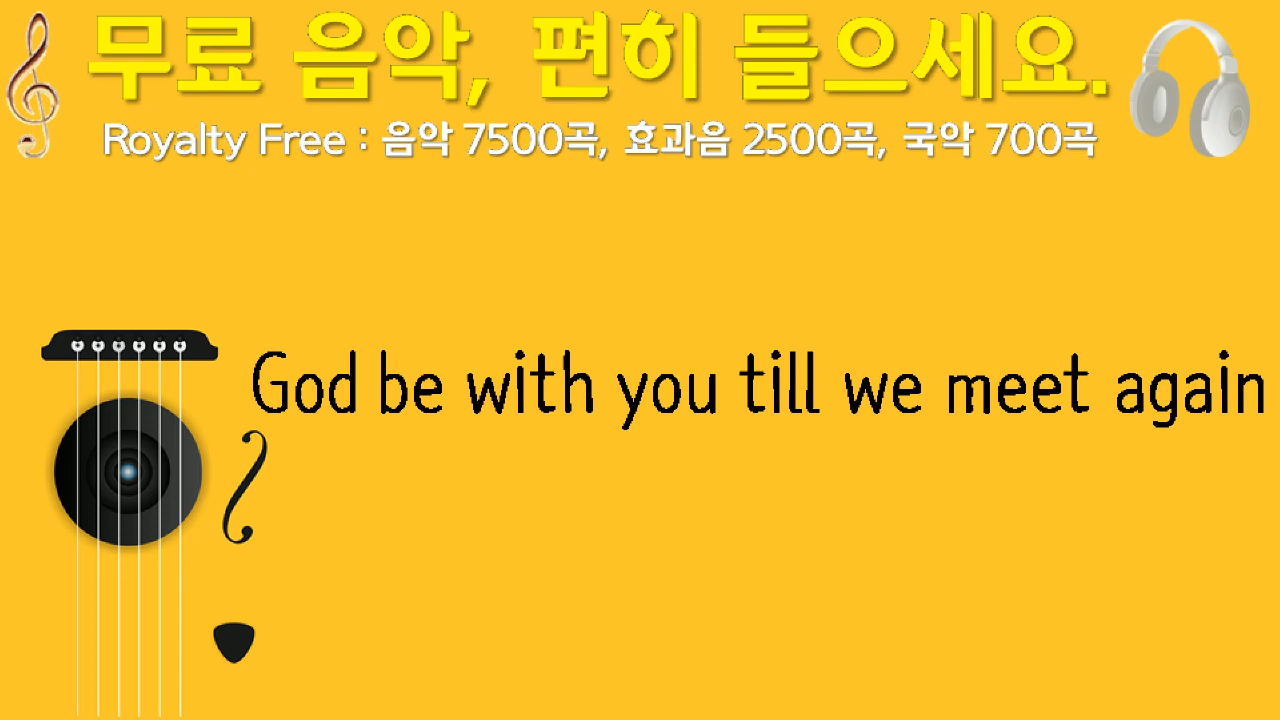 무료 음악, 편히 들으세요.
Royalty Free : 음악 7500곡, 효과음 2500곡, 국악 700곡
God be with you till we meet again